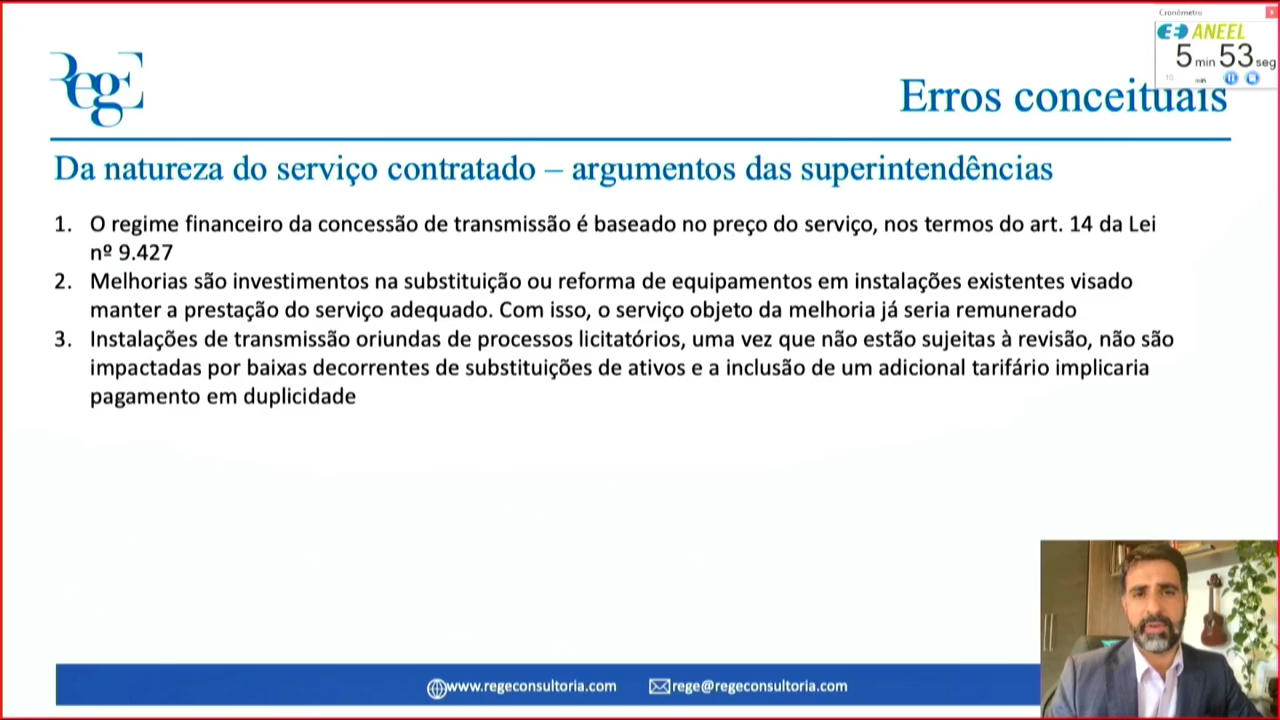 Cronômetro
ANEEL
5 min 53 seg
Rege
Erros conceituais
Da natureza do serviço contratado – argumentos das superintendências
1. O regime financeiro da concessão de transmissão é baseado no preço do serviço, nos termos do art. 14 da Lei
nº 9.427
2. Melhorias são investimentos na substituição ou reforma de equipamentos em instalações existentes visado
manter a prestação do serviço adequado. Com isso, o serviço objeto da melhoria já seria remunerado
3. Instalações de transmissão oriundas de processos licitatórios, uma vez que não estão sujeitas à revisão, não são
impactadas por baixas decorrentes de substituições de ativos e a inclusão de um adicional tarifário implicaria
pagamento em duplicidade
www.regeconsultoria.com rege@regeconsultoria.com